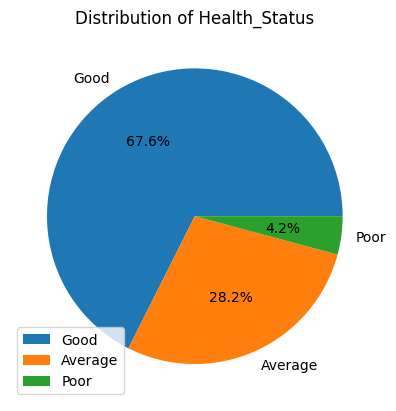 Distribution of Health_Status
Good
67.6%
4.2%
Poor
28.2%
Average
Good
Average
Poor